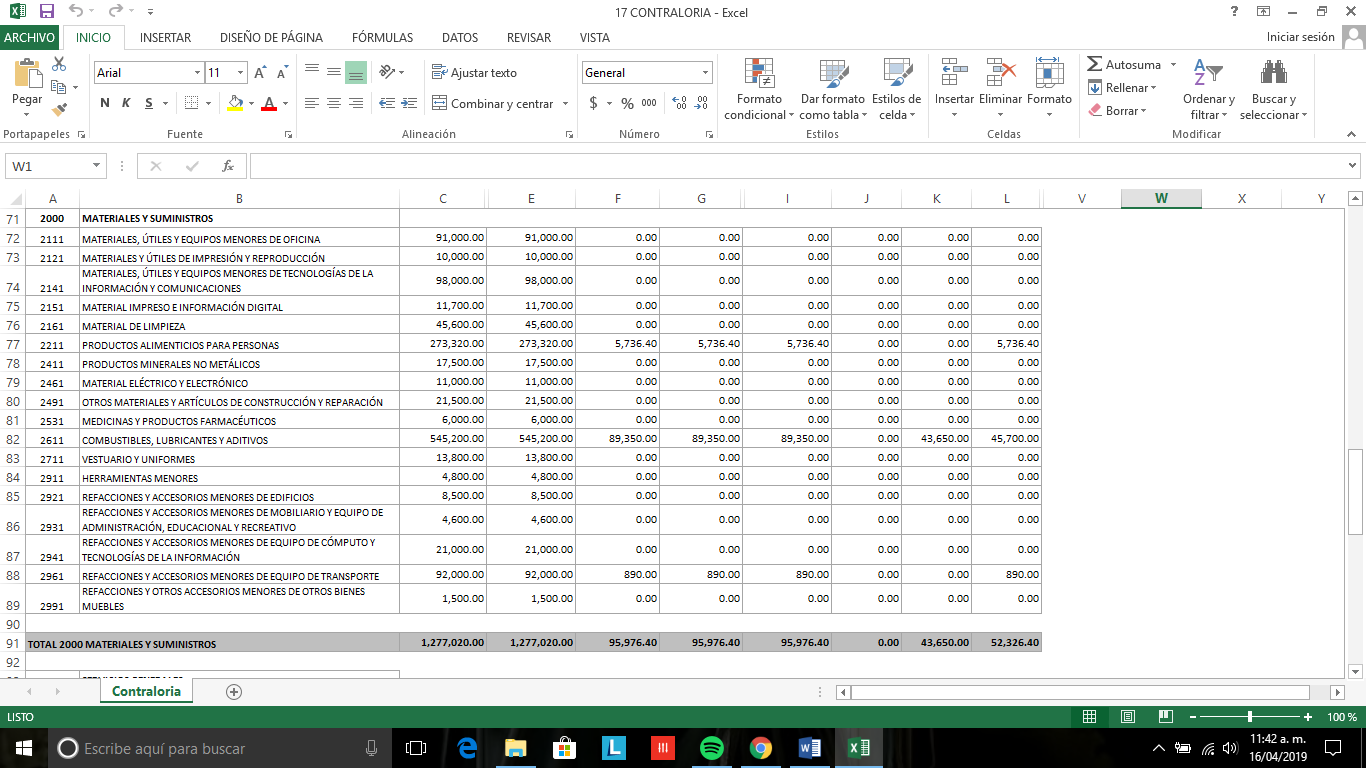 17 CONTRALORIA - Excel
ARCHIVO INICIO INSERTAR DISEÑO DE PÁGINA FÓRMULAS DATOS REVISAR VISTA Iniciar sesión
Pegar
Portapapeles
Arial 11
N K S
Fuente
Ajustar texto
Combinar y centrar
Alineación
General
$ % 000
Número
Formato condicional
Dar formato como tabla
Estilos de celda
Estilos
Insertar Eliminar Formato
Celdas
Autosuma
Rellenar
Borrar
Ordenar y filtrar
Buscar y seleccionar
Modificar
W1
A B C E F G I J K L V W X Y
71 2000 MATERIALES Y SUMINISTROS
72 2111 MATERIALES, ÚTILES Y EQUIPOS MENORES DE OFICINA 91,000.00 91,000.00 0.00 0.00 0.00 0.00 0.00 0.00
73 2121 MATERIALES Y ÚTILES DE IMPRESIÓN Y REPRODUCCIÓN 10,000.00 10,000.00 0.00 0.00 0.00 0.00 0.00 0.00
MATERIALES, ÚTILES Y EQUIPOS MENORES DE TECNOLOGÍAS DE LA
74 2141 INFORMACIÓN Y COMUNICACIONES 98,000.00 98,000.00 0.00 0.00 0.00 0.00 0.00 0.00
75 2151 MATERIAL IMPRESO E INFORMACIÓN DIGITAL 11,700.00 11,700.00 0.00 0.00 0.00 0.00 0.00 0.00
76 2161 MATERIAL DE LIMPIEZA 45,600.00 45,600.00 0.00 0.00 0.00 0.00 0.00 0.00
77 2211 PRODUCTOS ALIMENTICIOS PARA PERSONAS 273,320.00 273,320.00 5,736.40 5,736.40 5,736.40 0.00 0.00 5,736.40
78 2411 PRODUCTOS MINERALES NO METÁLICOS 17,500.00 17,500.00 0.00 0.00 0.00 0.00 0.00 0.00
79 2461 MATERIAL ELÉCTRICO Y ELECTRÓNICO 11,000.00 11,000.00 0.00 0.00 0.00 0.00 0.00 0.00
80 2491 OTROS MATERIALES Y ARTÍCULOS DE CONSTRUCCIÓN Y REPARACIÓN 21,500.00 21,500.00 0.00 0.00 0.00 0.00 0.00 0.00
81 2531 MEDICINAS Y PRODUCTOS FARMACÉUTICOS 6,000.00 6,000.00 0.00 0.00 0.00 0.00 0.00 0.00
82 2611 COMBUSTIBLES, LUBRICANTES Y ADITIVOS 545,200.00 545,200.00 89,350.00 89,350.00 89,350.00 0.00 43,650.00 45,700.00
83 2711 VESTUARIO Y UNIFORMES 13,800.00 13,800.00 0.00 0.00 0.00 0.00 0.00 0.00
84 2911 HERRAMIENTAS MENORES 4,800.00 4,800.00 0.00 0.00 0.00 0.00 0.00 0.00
85 2921 REFACCIONES Y ACCESORIOS MENORES DE EDIFICIOS 8,500.00 8,500.00 0.00 0.00 0.00 0.00 0.00 0.00
REFACCIONES Y ACCESORIOS MENORES DE MOBILIARIO Y EQUIPO DE
86 2931 ADMINISTRACIÓN, EDUCACIONAL Y RECREATIVO 4,600.00 4,600.00 0.00 0.00 0.00 0.00 0.00 0.00
REFACCIONES Y ACCESORIOS MENORES DE EQUIPO DE CÓMPUTO Y
87 2941 TECNOLOGÍAS DE LA INFORMACIÓN 21,000.00 21,000.00 0.00 0.00 0.00 0.00 0.00 0.00
88 2961 REFACCIONES Y ACCESORIOS MENORES DE EQUIPO DE TRANSPORTE 92,000.00 92,000.00 890.00 890.00 890.00 0.00 0.00 890.00
REFACCIONES Y OTROS ACCESORIOS MENORES DE OTROS BIENES
89 2991 MUEBLES 1,500.00 1,500.00 0.00 0.00 0.00 0.00 0.00 0.00
90
91 TOTAL 2000 MATERIALES Y SUMINISTROS 1,277,020.00 1,277,020.00 95,976.40 95,976.40 95,976.40 0.00 43,650.00 52,326.40
92
Contraloria
LISTO 100 %
Escribe aquí para buscar
11:42 a. m.
16/04/2019